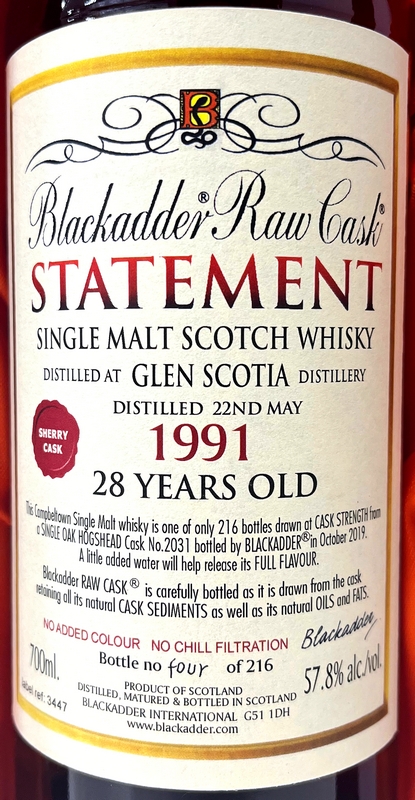 B
Blackadder® Raw Cask®
STATEMENT
SINGLE MALT SCOTCH WHISKY
DISTILLED AT GLEN SCOTIA DISTILLERY
DISTILLED 22ND MAY
1991
SHERRY
CASK
28 YEARS OLD
This Campbeltown Single Malt whisky is one of only 216 bottles drawn at CASK STRENGTH from
a SINGLE OAK HOGSHEAD Cask No.2031 bottled by BLACKADDER® in October 2019.
A little added water will help release its FULL FLAVOUR.
Blackadder RAW CASK® is carefully bottled as it is drawn from the cask
retaining all its natural CASK SEDIMENTS as well as its natural OILS and FATS.
NO ADDED COLOUR NO CHILL FILTRATION Blackadder
700ml. Bottle no four of 216 57.8% alc./vol.
label ref: 3447
PRODUCT OF SCOTLAND
DISTILLED, MATURED & BOTTLED IN SCOTLAND
BLACKADDER INTERNATIONAL G51 1DH
www.blackadder.com